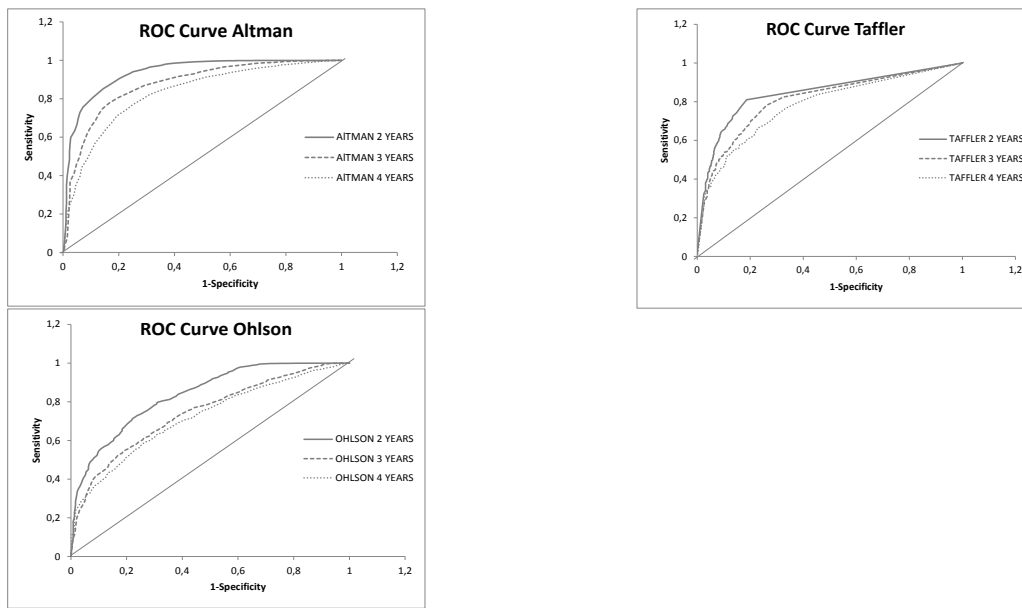 ROC Curve Altman
1,2
1
0,8
0,6
0,4
0,2
0
Sensitivity
AlTMAN 2 YEARS
AlTMAN 3 YEARS
AlTMAN 4 YEARS
0 0,2 0,4 0,6 0,8 1 1,2
1-Specificity
ROC Curve Taffler
1,2
1
0,8
0,6
0,4
0,2
0
Sensitivity
TAFFLER 2 YEARS
TAFFLER 3 YEARS
TAFFLER 4 YEARS
0 0,2 0,4 0,6 0,8 1 1,2
1-Specificity
ROC Curve Ohlson
1,2
1
0,8
0,6
0,4
0,2
0
Sensitivity
OHLSON 2 YEARS
OHLSON 3 YEARS
OHLSON 4 YEARS
0 0,2 0,4 0,6 0,8 1 1,2
1-Specificity